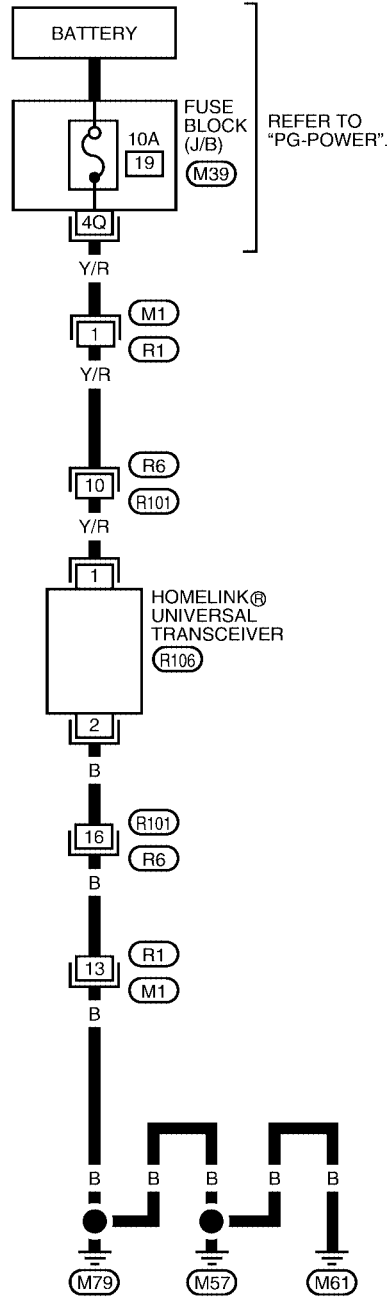 BATTERY
FUSE
BLOCK
(J/B)
M39
10A
19
REFER TO
"PG-POWER".
4Q
Y/R
M1
1
R1
Y/R
R6
10
R101
Y/R
1
HOMELINK®
UNIVERSAL
TRANSCEIVER
R106
2
B
R101
16
R6
B
R1
13
M1
B
B B B B B
M79 M57 M61